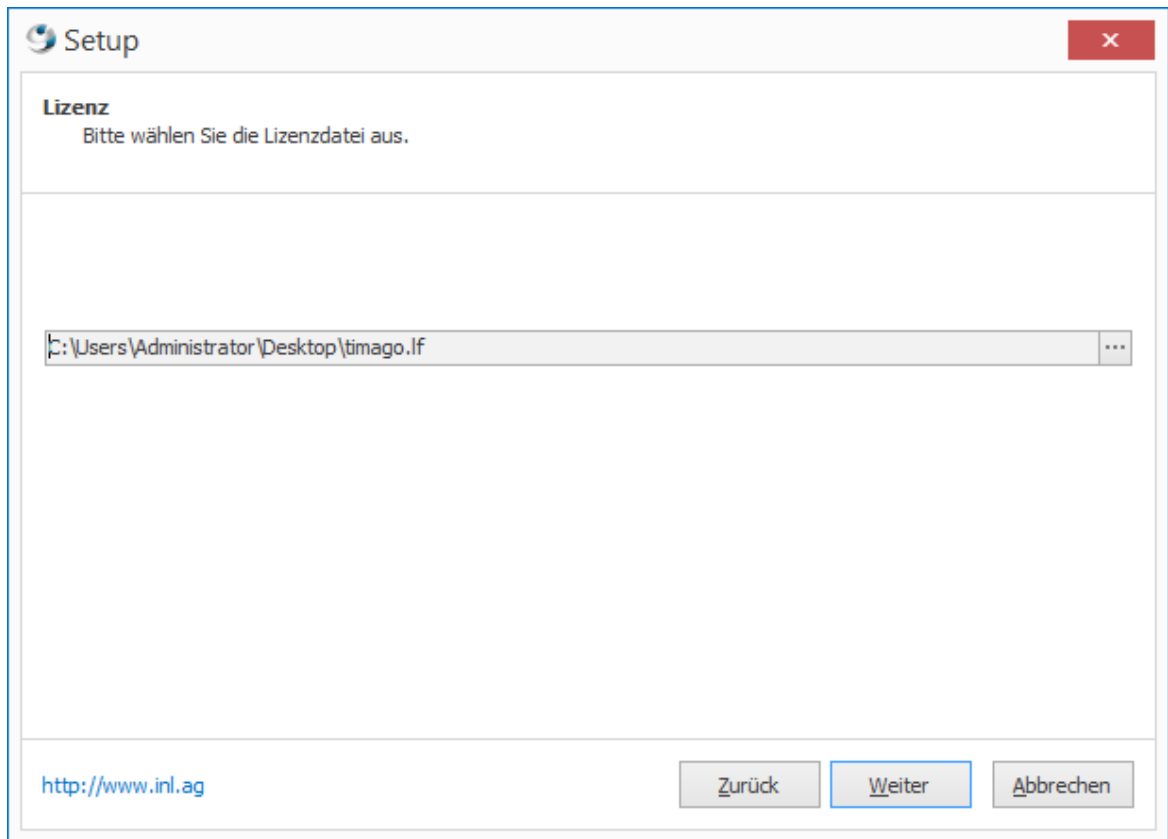 Setup
Lizenz
Bitte wählen Sie die Lizenzdatei aus.
C:\Users\Administrator\Desktop\timago.lf
...
http://www.inl.ag
Zurück
Weiter
Abbrechen